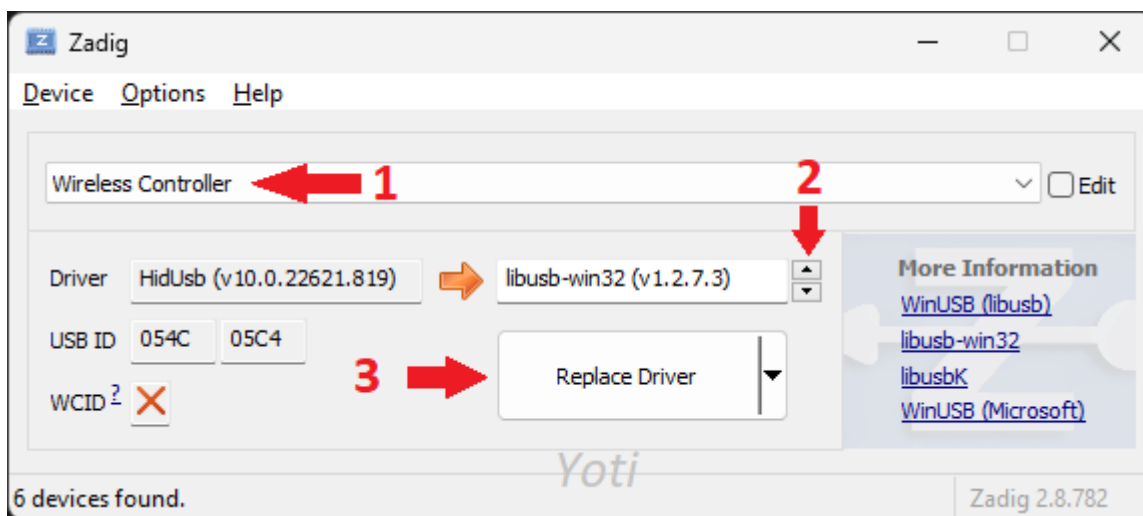 Zadig
Device Options Help
Wireless Controller
1
2
Edit
Driver HidUsb (v10.0.22621.819) libusb-win32 (v1.2.7.3)
USB ID 054C 05C4
WCID ?
3
Replace Driver
More Information
WinUSB (libusb)
libusb-win32
libusbK
WinUSB (Microsoft)
Yoti
6 devices found.
Zadig 2.8.782